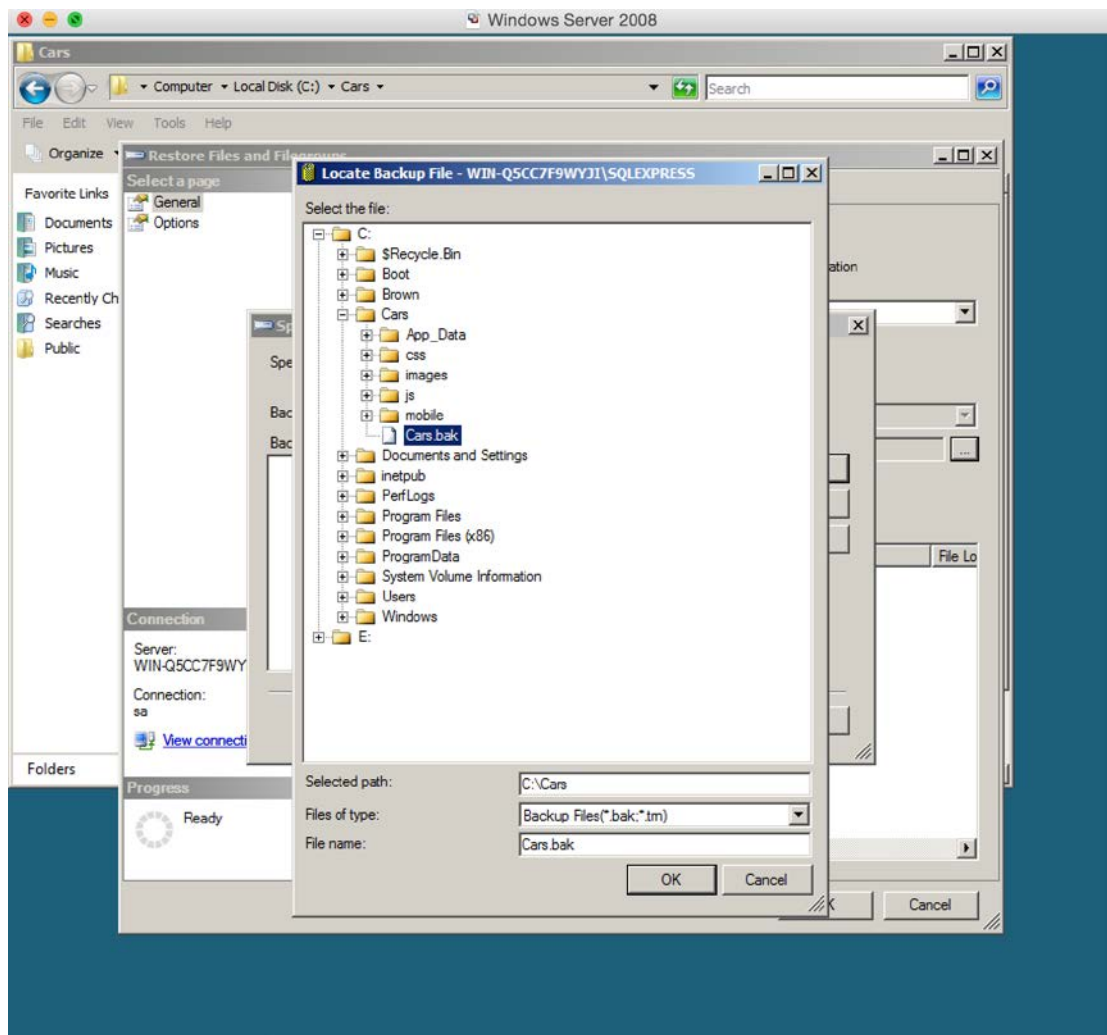 Windows Server 2008
Cars
Computer Local Disk (C:) Cars
Search
File Edit View Tools Help
Organize
Restore Files and Filegroups
Locate Backup File - WIN-Q5CC7F9WYJI\SQLEXPRESS
Select a page
General
Options
Favorite Links
Documents
Pictures
Music
Recently Ch
Searches
Public
Select the file:
C:
$Recycle.Bin
Boot
Brown
Cars
App_Data
css
images
js
mobile
Cars.bak
Documents and Settings
inetpub
PerfLogs
Program Files
Program Files (x86)
ProgramData
System Volume Information
Users
Windows
E:
ation
Sp
Spe
Bac
Bac
...
File Lo
Connection
Server:
WIN-Q5CC7F9WY
Connection:
sa
View connecti
Folders
Progress
Ready
Selected path: C:\Cars
Files of type: Backup Files(*.bak;*.trn)
File name: Cars.bak
OK Cancel
K Cancel